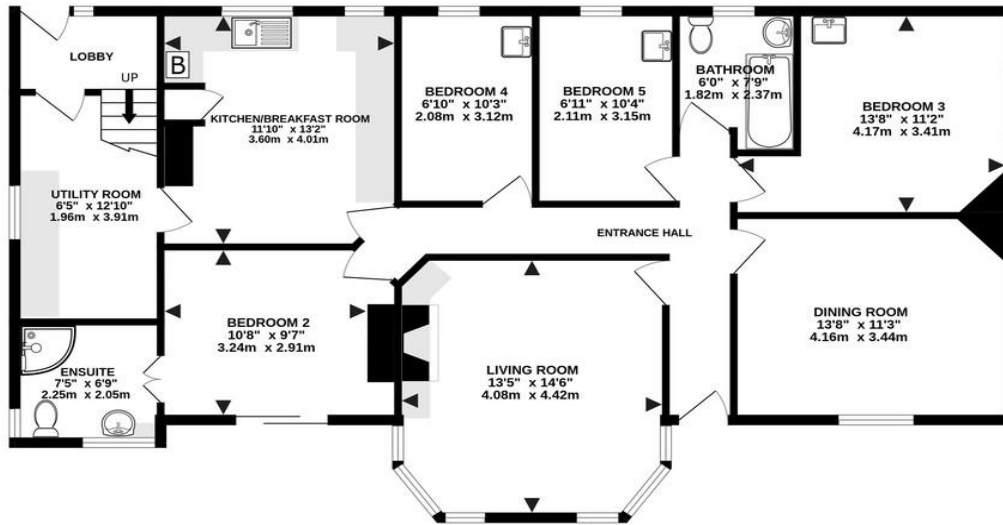 LOBBY
UP
B
KITCHEN/BREAKFAST ROOM
11'10" x 13'2"
3.60m x 4.01m
BEDROOM 4
6'10" x 10'3"
2.08m x 3.12m
BEDROOM 5
6'11" x 10'4"
2.11m x 3.15m
BATHROOM
6'0" x 7'9"
1.82m x 2.37m
BEDROOM 3
13'8" x 11'2"
4.17m x 3.41m
UTILITY ROOM
6'5" x 12'10"
1.96m x 3.91m
ENTRANCE HALL
BEDROOM 2
10'8" x 9'7"
3.24m x 2.91m
DINING ROOM
13'8" x 11'3"
4.16m x 3.44m
ENSUITE
7'5" x 6'9"
2.25m x 2.05m
LIVING ROOM
13'5" x 14'6"
4.08m x 4.42m